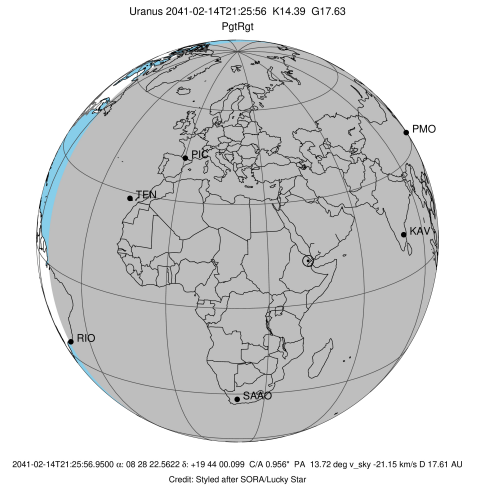 Uranus 2041-02-14T21:25:56  K14.39  G17.63
PgtRgt
PMO
PIC
TEN
KAV
RIO
SAAO
2041-02-14T21:25:56.9500 α: 08 28 22.5622 δ: +19 44 00.099  C/A 0.956"  PA  13.72 deg v_sky -21.15 km/s D 17.61 AU
Credit: Styled after SORA/Lucky Star